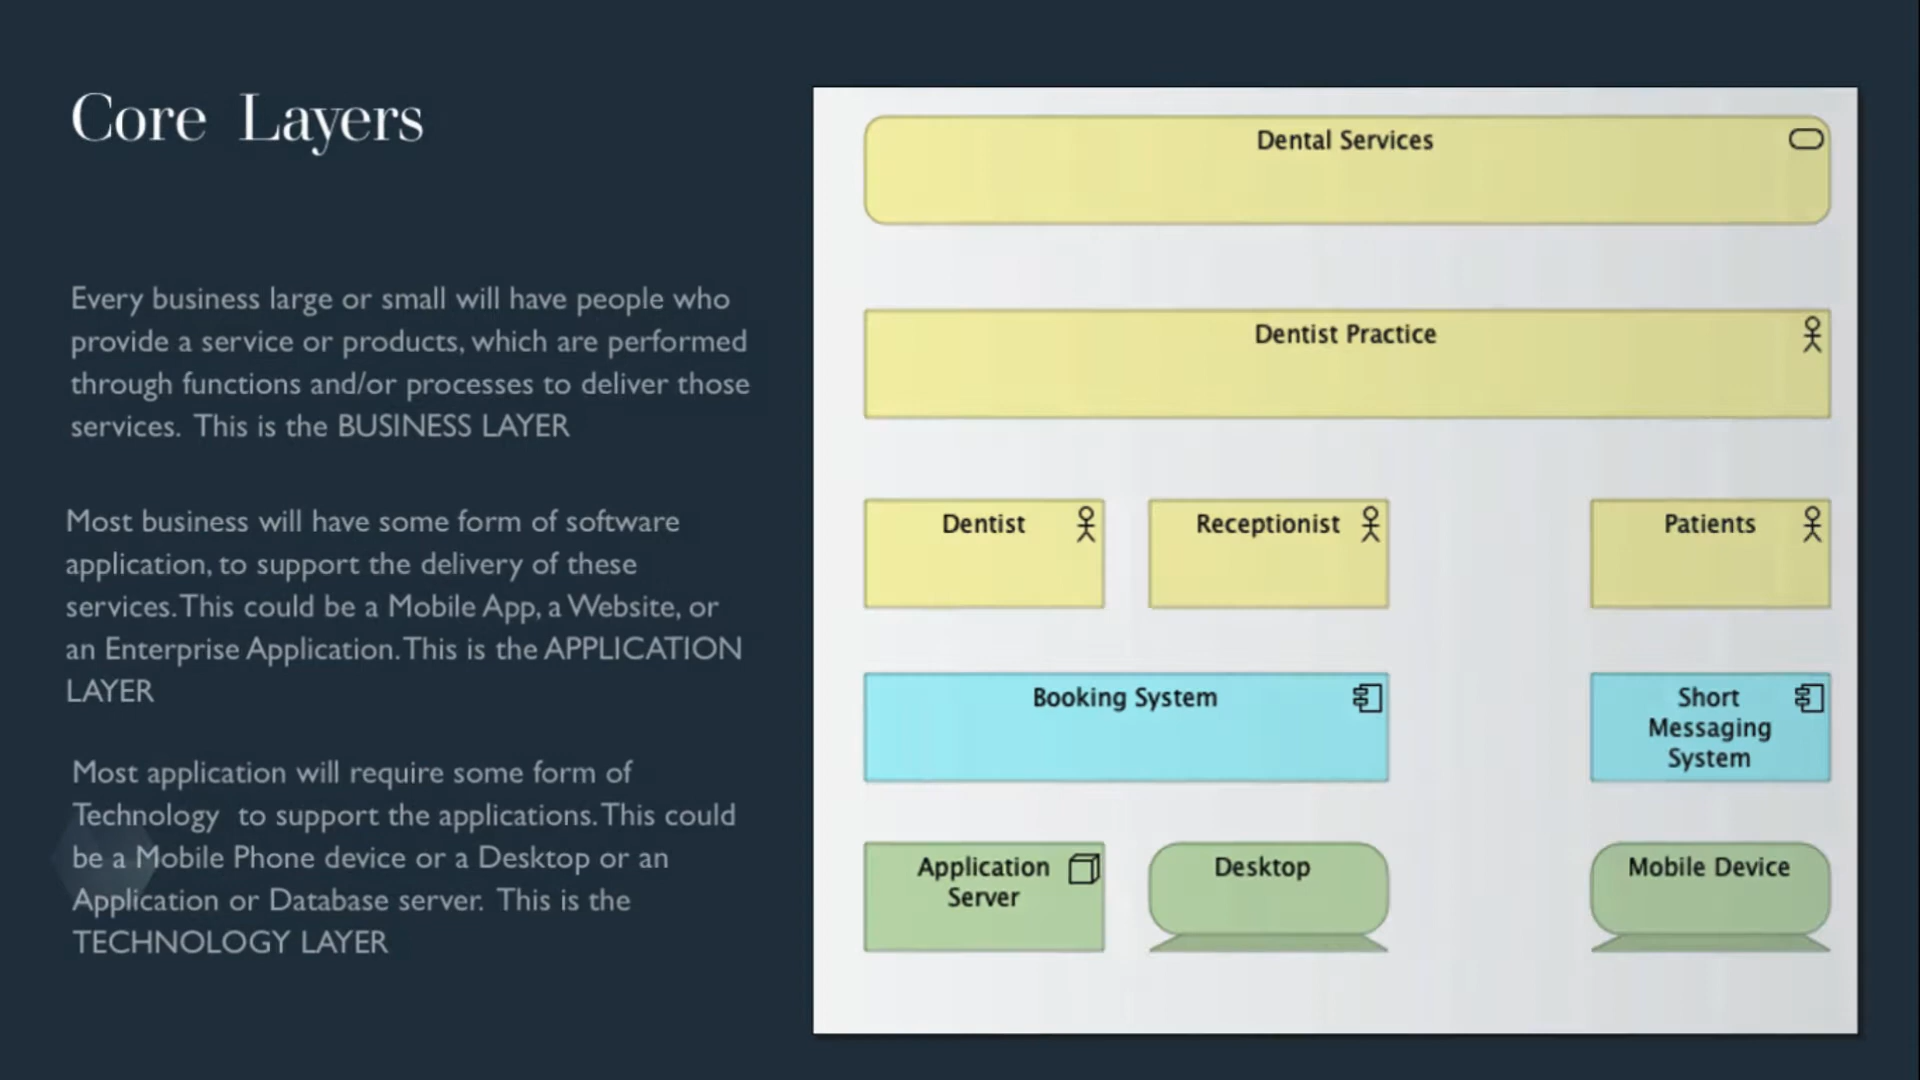 Core Layers
Every business large or small will have people who
provide a service or products, which are performed
through functions and/or processes to deliver those
services. This is the BUSINESS LAYER
Most business will have some form of software
application, to support the delivery of these
services. This could be a Mobile App, a Website, or
an Enterprise Application. This is the APPLICATION
LAYER
Most application will require some form of
Technology to support the applications. This could
be a Mobile Phone device or a Desktop or an
Application or Database server. This is the
TECHNOLOGY LAYER
Dental Services
Dentist Practice
Dentist
Receptionist
Patients
Booking System
Short
Messaging
System
Application
Server
Desktop
Mobile Device